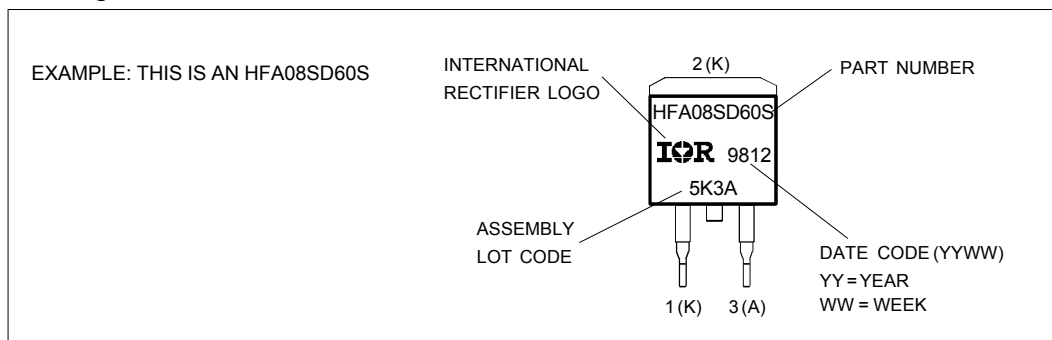 EXAMPLE: THIS IS AN HFA08SD60S
INTERNATIONAL
RECTIFIER LOGO
2 (K)
PART NUMBER
HFA08SD60S
IOR 9812
5K3A
ASSEMBLY
LOT CODE
DATE CODE (YYWW)
YY = YEAR
WW = WEEK
1 (K) 3 (A)